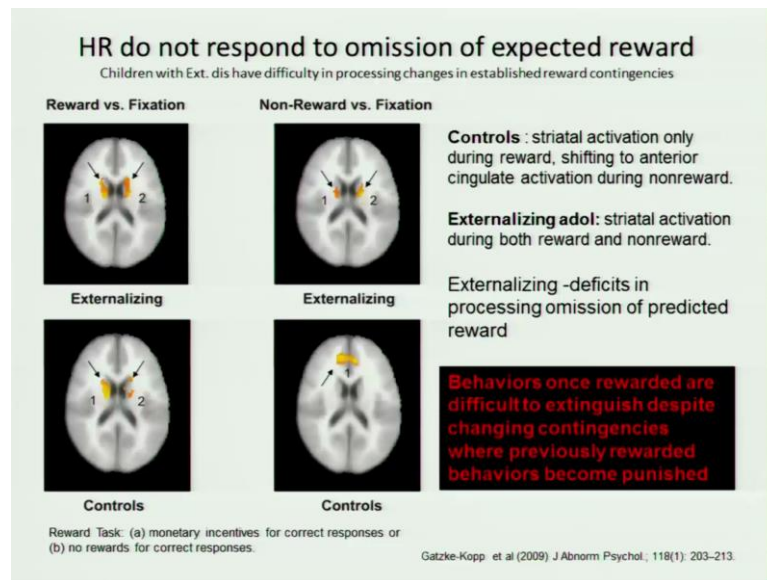 HR do not respond to omission of expected reward
Children with Ext. dis have difficulty in processing changes in established reward contingencies
Reward vs. Fixation
Non-Reward vs. Fixation
1 2
1 2
Externalizing
Externalizing
1 2
1
Controls
Controls
Reward Task: (a) monetary incentives for correct responses or
(b) no rewards for correct responses.
Controls : striatal activation only
during reward, shifting to anterior
cingulate activation during nonreward.
Externalizing adol: striatal activation
during both reward and nonreward.
Externalizing -deficits in
processing omission of predicted
reward
Behaviors once rewarded are
difficult to extinguish despite
changing contingencies
where previously rewarded
behaviors become punished
Gatzke-Kopp et al (2009) J Abnorm Psychol.; 118(1): 203–213.